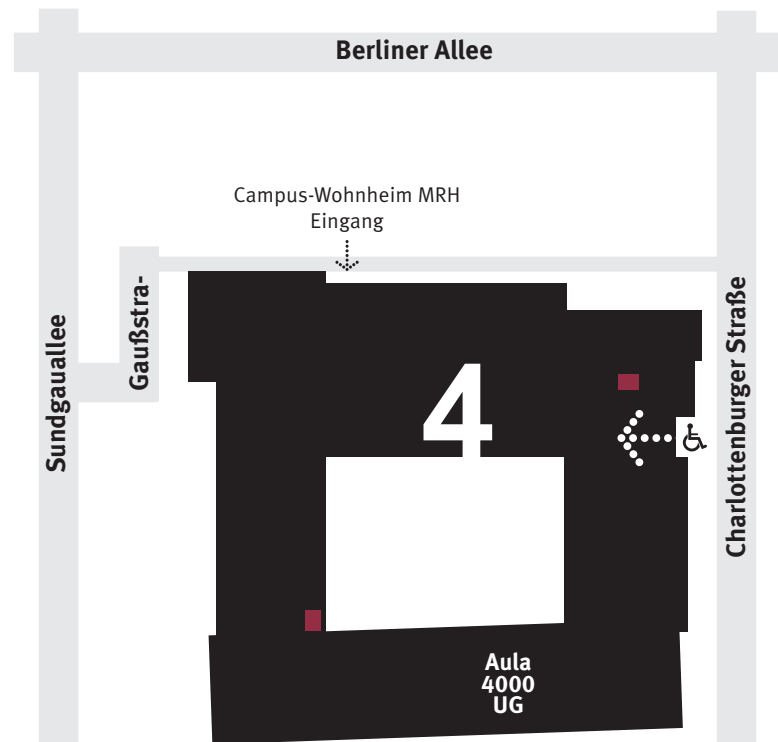 Berliner Allee
Campus-Wohnheim MRH
Eingang
Gaußstra-
Sundgauallee
4
Charlottenburger Straße
Aula
4000
UG